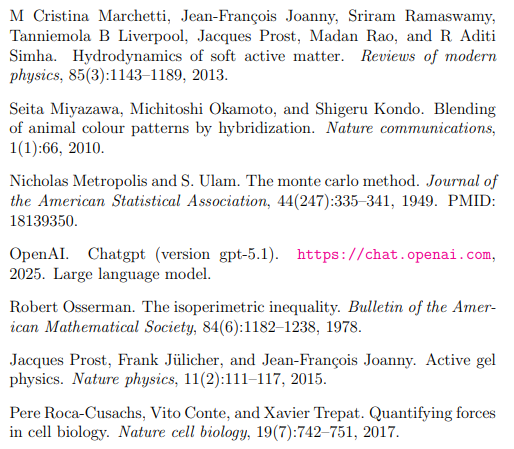 M Cristina Marchetti, Jean-François Joanny, Sriram Ramaswamy,
Tanniemola B Liverpool, Jacques Prost, Madan Rao, and R Aditi
Simha. Hydrodynamics of soft active matter. Reviews of modern
physics, 85(3):1143–1189, 2013.
Seita Miyazawa, Michitoshi Okamoto, and Shigeru Kondo. Blending
of animal colour patterns by hybridization. Nature communications,
1(1):66, 2010.
Nicholas Metropolis and S. Ulam. The monte carlo method. Journal of
the American Statistical Association, 44(247):335–341, 1949. PMID:
18139350.
OpenAI. Chatgpt (version gpt-5.1). https://chat.openai.com,
2025. Large language model.
Robert Osserman. The isoperimetric inequality. Bulletin of the Amer-
ican Mathematical Society, 84(6):1182–1238, 1978.
Jacques Prost, Frank Jülicher, and Jean-François Joanny. Active gel
physics. Nature physics, 11(2):111–117, 2015.
Pere Roca-Cusachs, Vito Conte, and Xavier Trepat. Quantifying forces
in cell biology. Nature cell biology, 19(7):742–751, 2017.